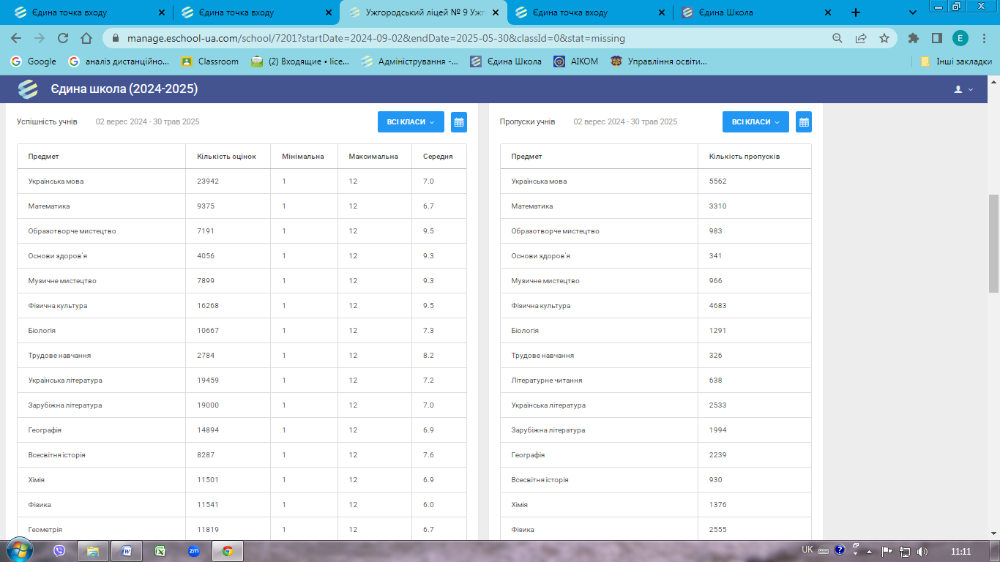 Єдина точка входу
Єдина точка входу
Ужгородський ліцей № 9 Ужг
Єдина точка входу
Єдина Школа
manage.eschool-ua.com/school/7201?startDate=2024-09-02&endDate=2025-05-30&classId=0&stat=missing
E
Google
аналіз дистанційно...
Classroom
(2) Входящие • lice...
Адміністрування -...
Єдина Школа
АІКОМ
Управління освіти...
Інші закладки
Єдина школа (2024-2025)
Успішність учнів 02 верес 2024 - 30 трав 2025 ВСІ КЛАСИ
Предмет Кількість оцінок Мінімальна Максимальна Середня
Українська мова 23942 1 12 7.0
Математика 9375 1 12 6.7
Образотворче мистецтво 7191 1 12 9.5
Основи здоров'я 4056 1 12 9.3
Музичне мистецтво 7899 1 12 9.3
Фізична культура 16268 1 12 9.5
Біологія 10667 1 12 7.3
Трудове навчання 2784 1 12 8.2
Українська література 19459 1 12 7.2
Зарубіжна література 19000 1 12 7.0
Географія 14894 1 12 6.9
Всесвітня історія 8287 1 12 7.6
Хімія 11501 1 12 6.9
Фізика 11541 1 12 6.0
Геометрія 11819 1 12 6.7
Пропуски учнів 02 верес 2024 - 30 трав 2025 ВСІ КЛАСИ
Предмет Кількість пропусків
Українська мова 5562
Математика 3310
Образотворче мистецтво 983
Основи здоров'я 341
Музичне мистецтво 966
Фізична культура 4683
Біологія 1291
Трудове навчання 326
Літературне читання 638
Українська література 2533
Зарубіжна література 1994
Географія 2239
Всесвітня історія 930
Хімія 1376
Фізика 2555
zm
UK
11:11